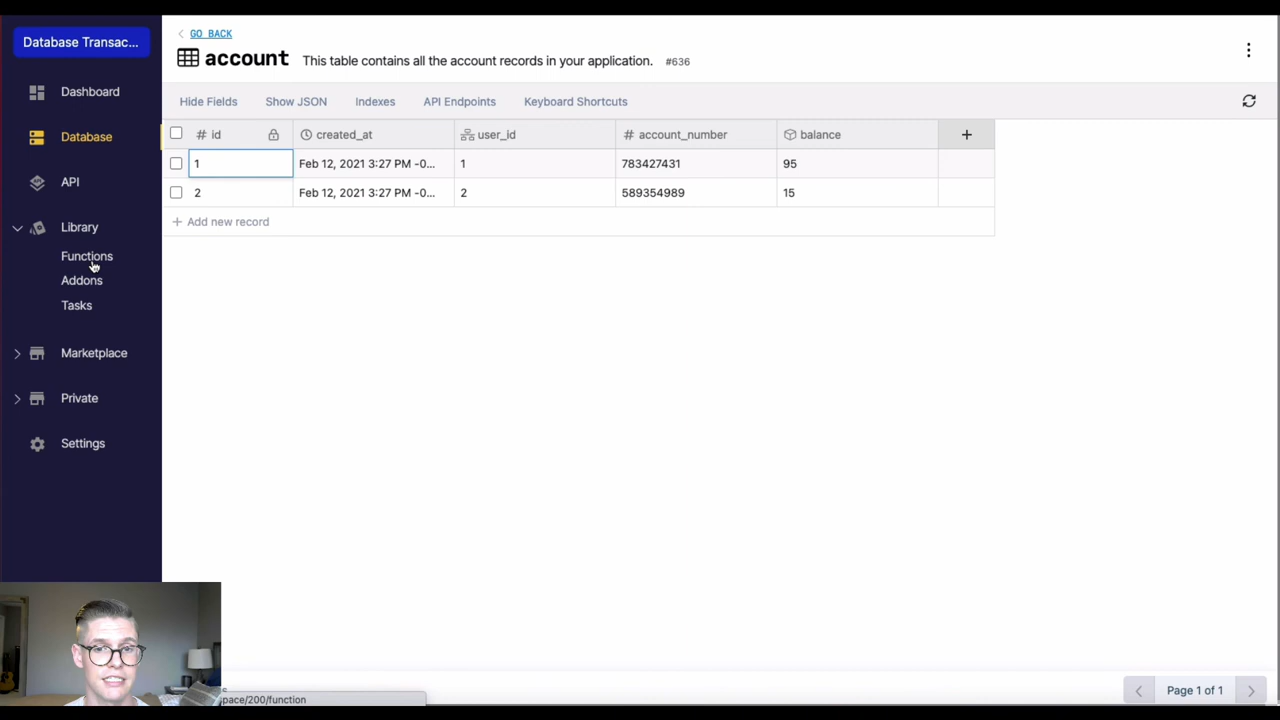 Database Transac...
Dashboard
Database
API
Library
Functions
Addons
Tasks
Marketplace
Private
Settings
GO BACK
account This table contains all the account records in your application. #636
Hide Fields Show JSON Indexes API Endpoints Keyboard Shortcuts
# id created_at user_id # account_number balance +
1 Feb 12, 2021 3:27 PM -0... 1 783427431 95
2 Feb 12, 2021 3:27 PM -0... 2 589354989 15
+ Add new record
Page 1 of 1
pace/200/function